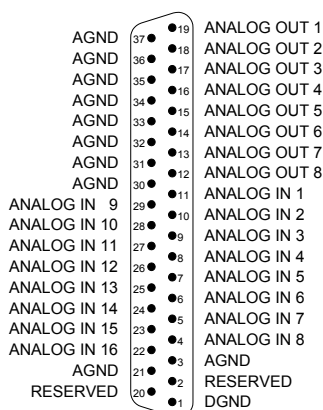 19 ANALOG OUT 1
AGND 37
18 ANALOG OUT 2
AGND 36
17 ANALOG OUT 3
AGND 35
16 ANALOG OUT 4
AGND 34
15 ANALOG OUT 5
AGND 33
14 ANALOG OUT 6
AGND 32
13 ANALOG OUT 7
AGND 31
12 ANALOG OUT 8
AGND 30
11 ANALOG IN 1
ANALOG IN 9 29
10 ANALOG IN 2
ANALOG IN 10 28
9 ANALOG IN 3
ANALOG IN 11 27
8 ANALOG IN 4
ANALOG IN 12 26
7 ANALOG IN 5
ANALOG IN 13 25
6 ANALOG IN 6
ANALOG IN 14 24
5 ANALOG IN 7
ANALOG IN 15 23
4 ANALOG IN 8
ANALOG IN 16 22
3 AGND
AGND 21
2 RESERVED
RESERVED 20
1 DGND